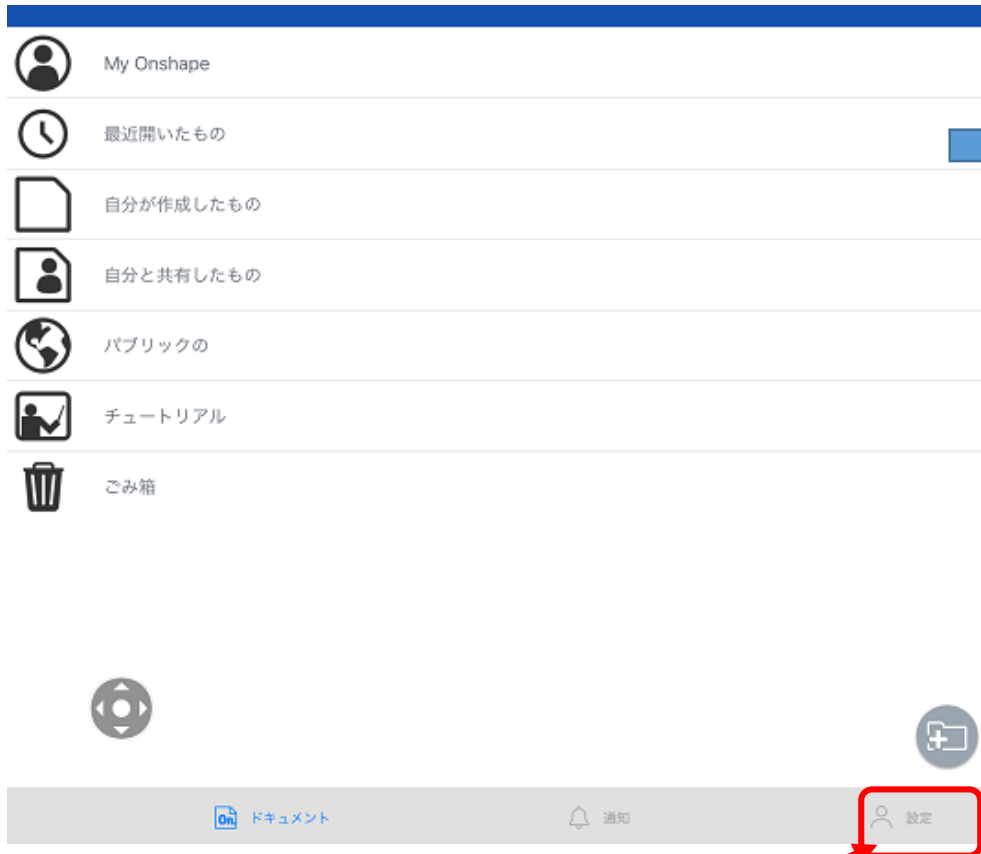 My Onshape
最近開いたもの
自分が作成したもの
自分と共有したもの
パブリックの
チュートリアル
ごみ箱
On ドキュメント
通知
設定